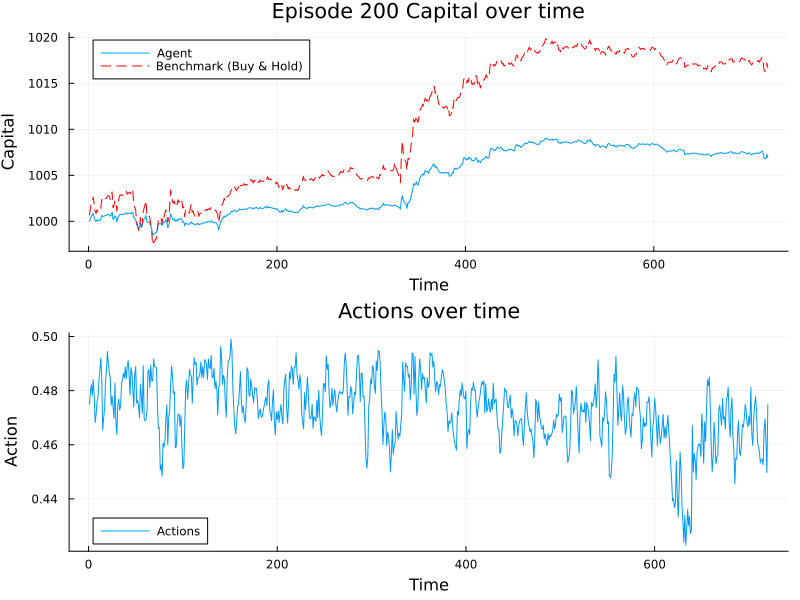 Episode 200 Capital over time
1020
1015
1010
1005
1000
Capital
Agent
Benchmark (Buy & Hold)
0
200
400
600
Time
Actions over time
0.50
0.48
0.46
0.44
Action
Actions
0
200
400
600
Time